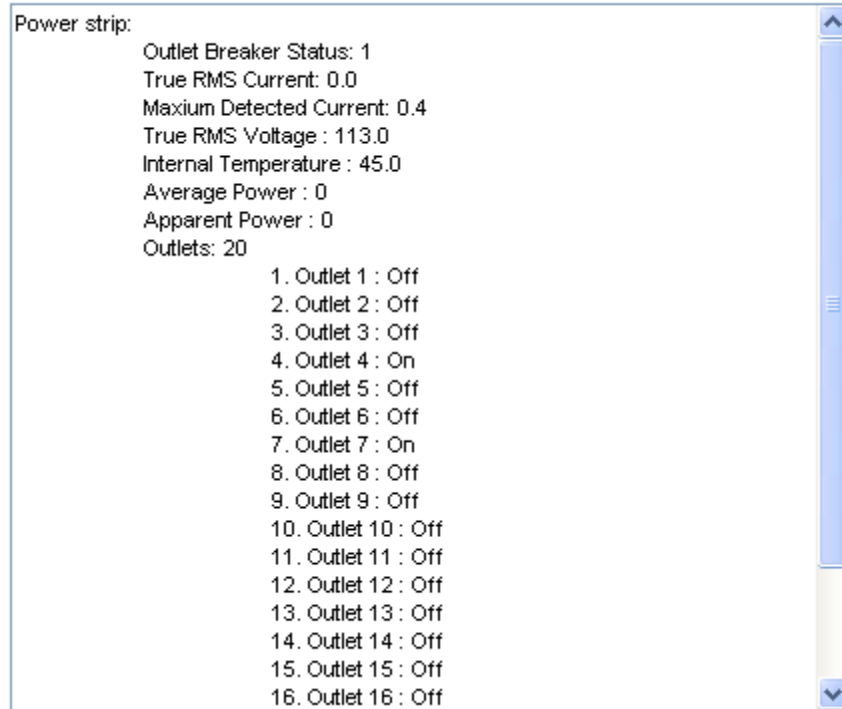 Power strip:
Outlet Breaker Status: 1
True RMS Current: 0.0
Maxium Detected Current: 0.4
True RMS Voltage : 113.0
Internal Temperature : 45.0
Average Power : 0
Apparent Power : 0
Outlets: 20
1. Outlet 1 : Off
2. Outlet 2 : Off
3. Outlet 3 : Off
4. Outlet 4 : On
5. Outlet 5 : Off
6. Outlet 6 : Off
7. Outlet 7 : On
8. Outlet 8 : Off
9. Outlet 9 : Off
10. Outlet 10 : Off
11. Outlet 11 : Off
12. Outlet 12 : Off
13. Outlet 13 : Off
14. Outlet 14 : Off
15. Outlet 15 : Off
16. Outlet 16 : Off